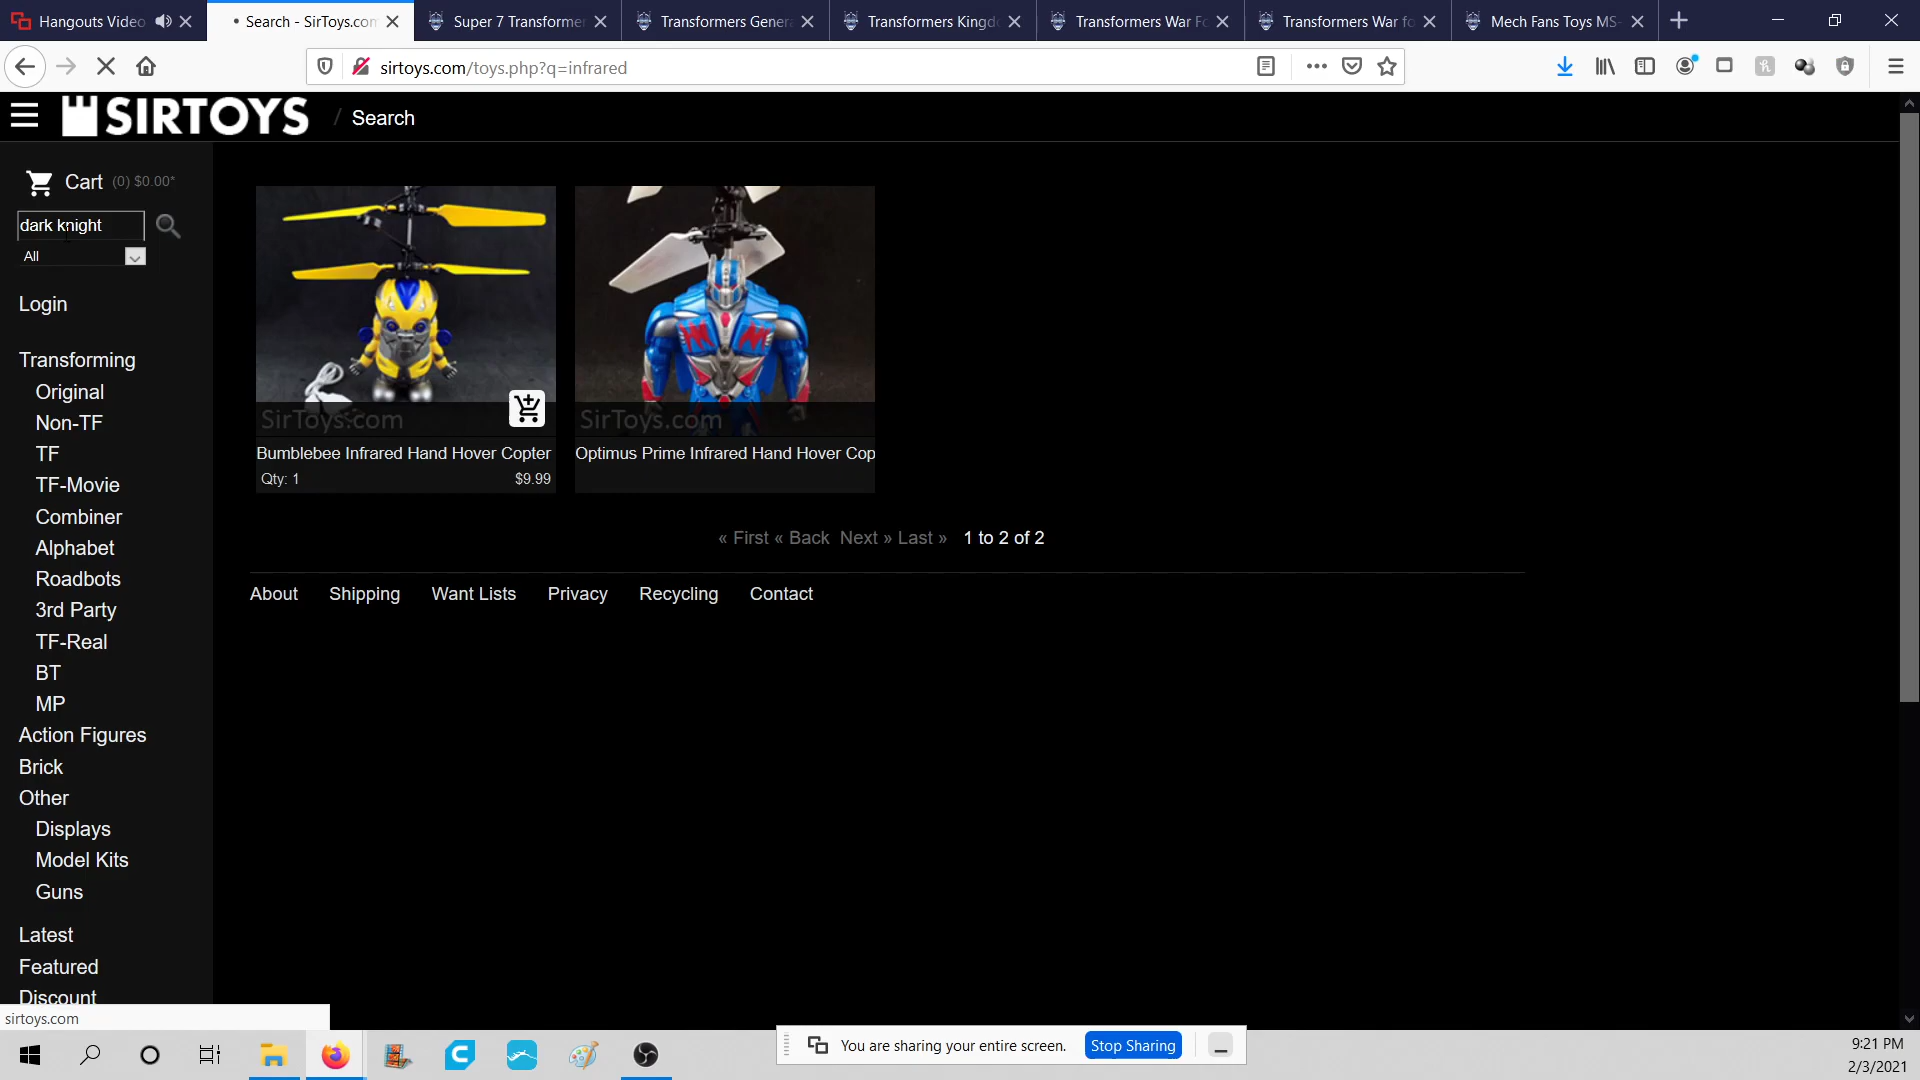 Hangouts Video
Search - SirToys.com
Super 7 Transformer
Transformers Genera
Transformers Kingd
Transformers War Fo
Transformers War fo
Mech Fans Toys MS-
sirtoys.com/toys.php?q=infrared
SIRTOYS / Search
Cart (0) $0.00*
dark knight
All
Login
Transforming
Original
Non-TF
TF
TF-Movie
Combiner
Alphabet
Roadbots
3rd Party
TF-Real
BT
MP
Action Figures
Brick
Other
Displays
Model Kits
Guns
Latest
Featured
Discount
SirToys.com
Bumblebee Infrared Hand Hover Copter
Qty: 1 $9.99
SirToys.com
Optimus Prime Infrared Hand Hover Cop
« First « Back Next » Last » 1 to 2 of 2
About Shipping Want Lists Privacy Recycling Contact
sirtoys.com
You are sharing your entire screen. Stop Sharing
9:21 PM
2/3/2021